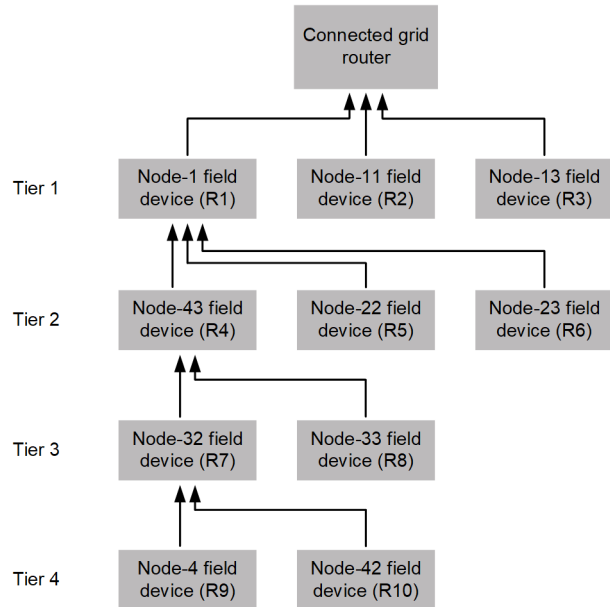 Connected grid
router
Tier 1
Node-1 field
device (R1)
Node-11 field
device (R2)
Node-13 field
device (R3)
Tier 2
Node-43 field
device (R4)
Node-22 field
device (R5)
Node-23 field
device (R6)
Tier 3
Node-32 field
device (R7)
Node-33 field
device (R8)
Tier 4
Node-4 field
device (R9)
Node-42 field
device (R10)